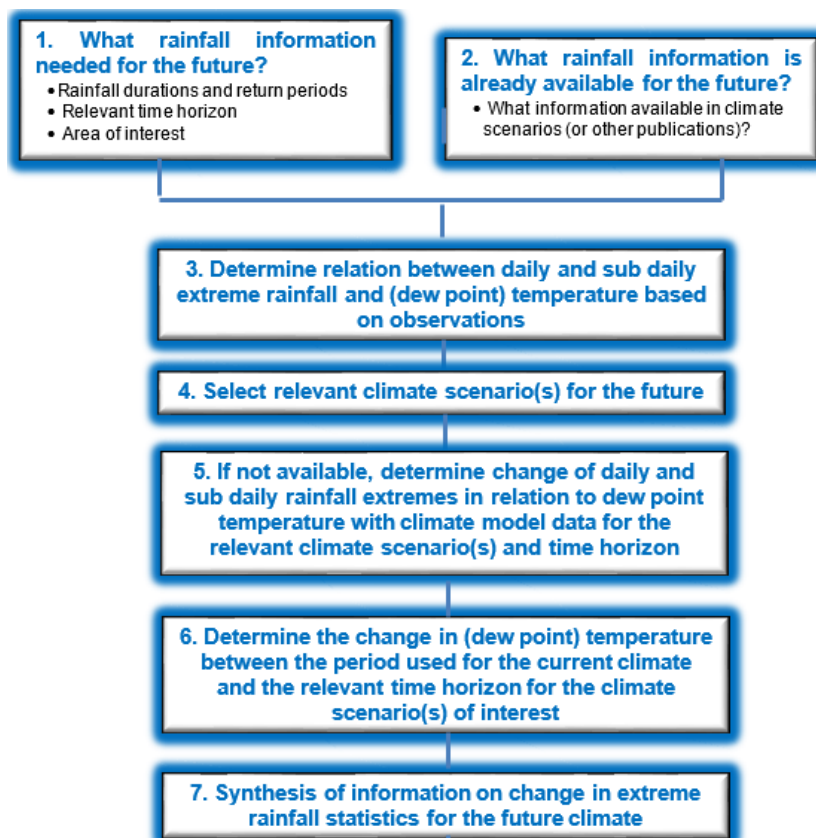 1. What rainfall information
needed for the future?
• Rainfall durations and return periods
• Relevant time horizon
• Area of interest
2. What rainfall information is
already available for the future?
• What information available in climate
scenarios (or other publications)?
3. Determine relation between daily and sub daily
extreme rainfall and (dew point) temperature based
on observations
4. Select relevant climate scenario(s) for the future
5. If not available, determine change of daily and
sub daily rainfall extremes in relation to dew point
temperature with climate model data for the
relevant climate scenario(s) and time horizon
6. Determine the change in (dew point) temperature
between the period used for the current climate
and the relevant time horizon for the climate
scenario(s) of interest
7. Synthesis of information on change in extreme
rainfall statistics for the future climate